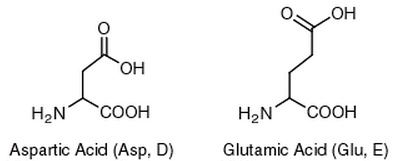 O
OH
H₂N
COOH
Aspartic Acid (Asp, D)
O
OH
H₂N
COOH
Glutamic Acid (Glu, E)